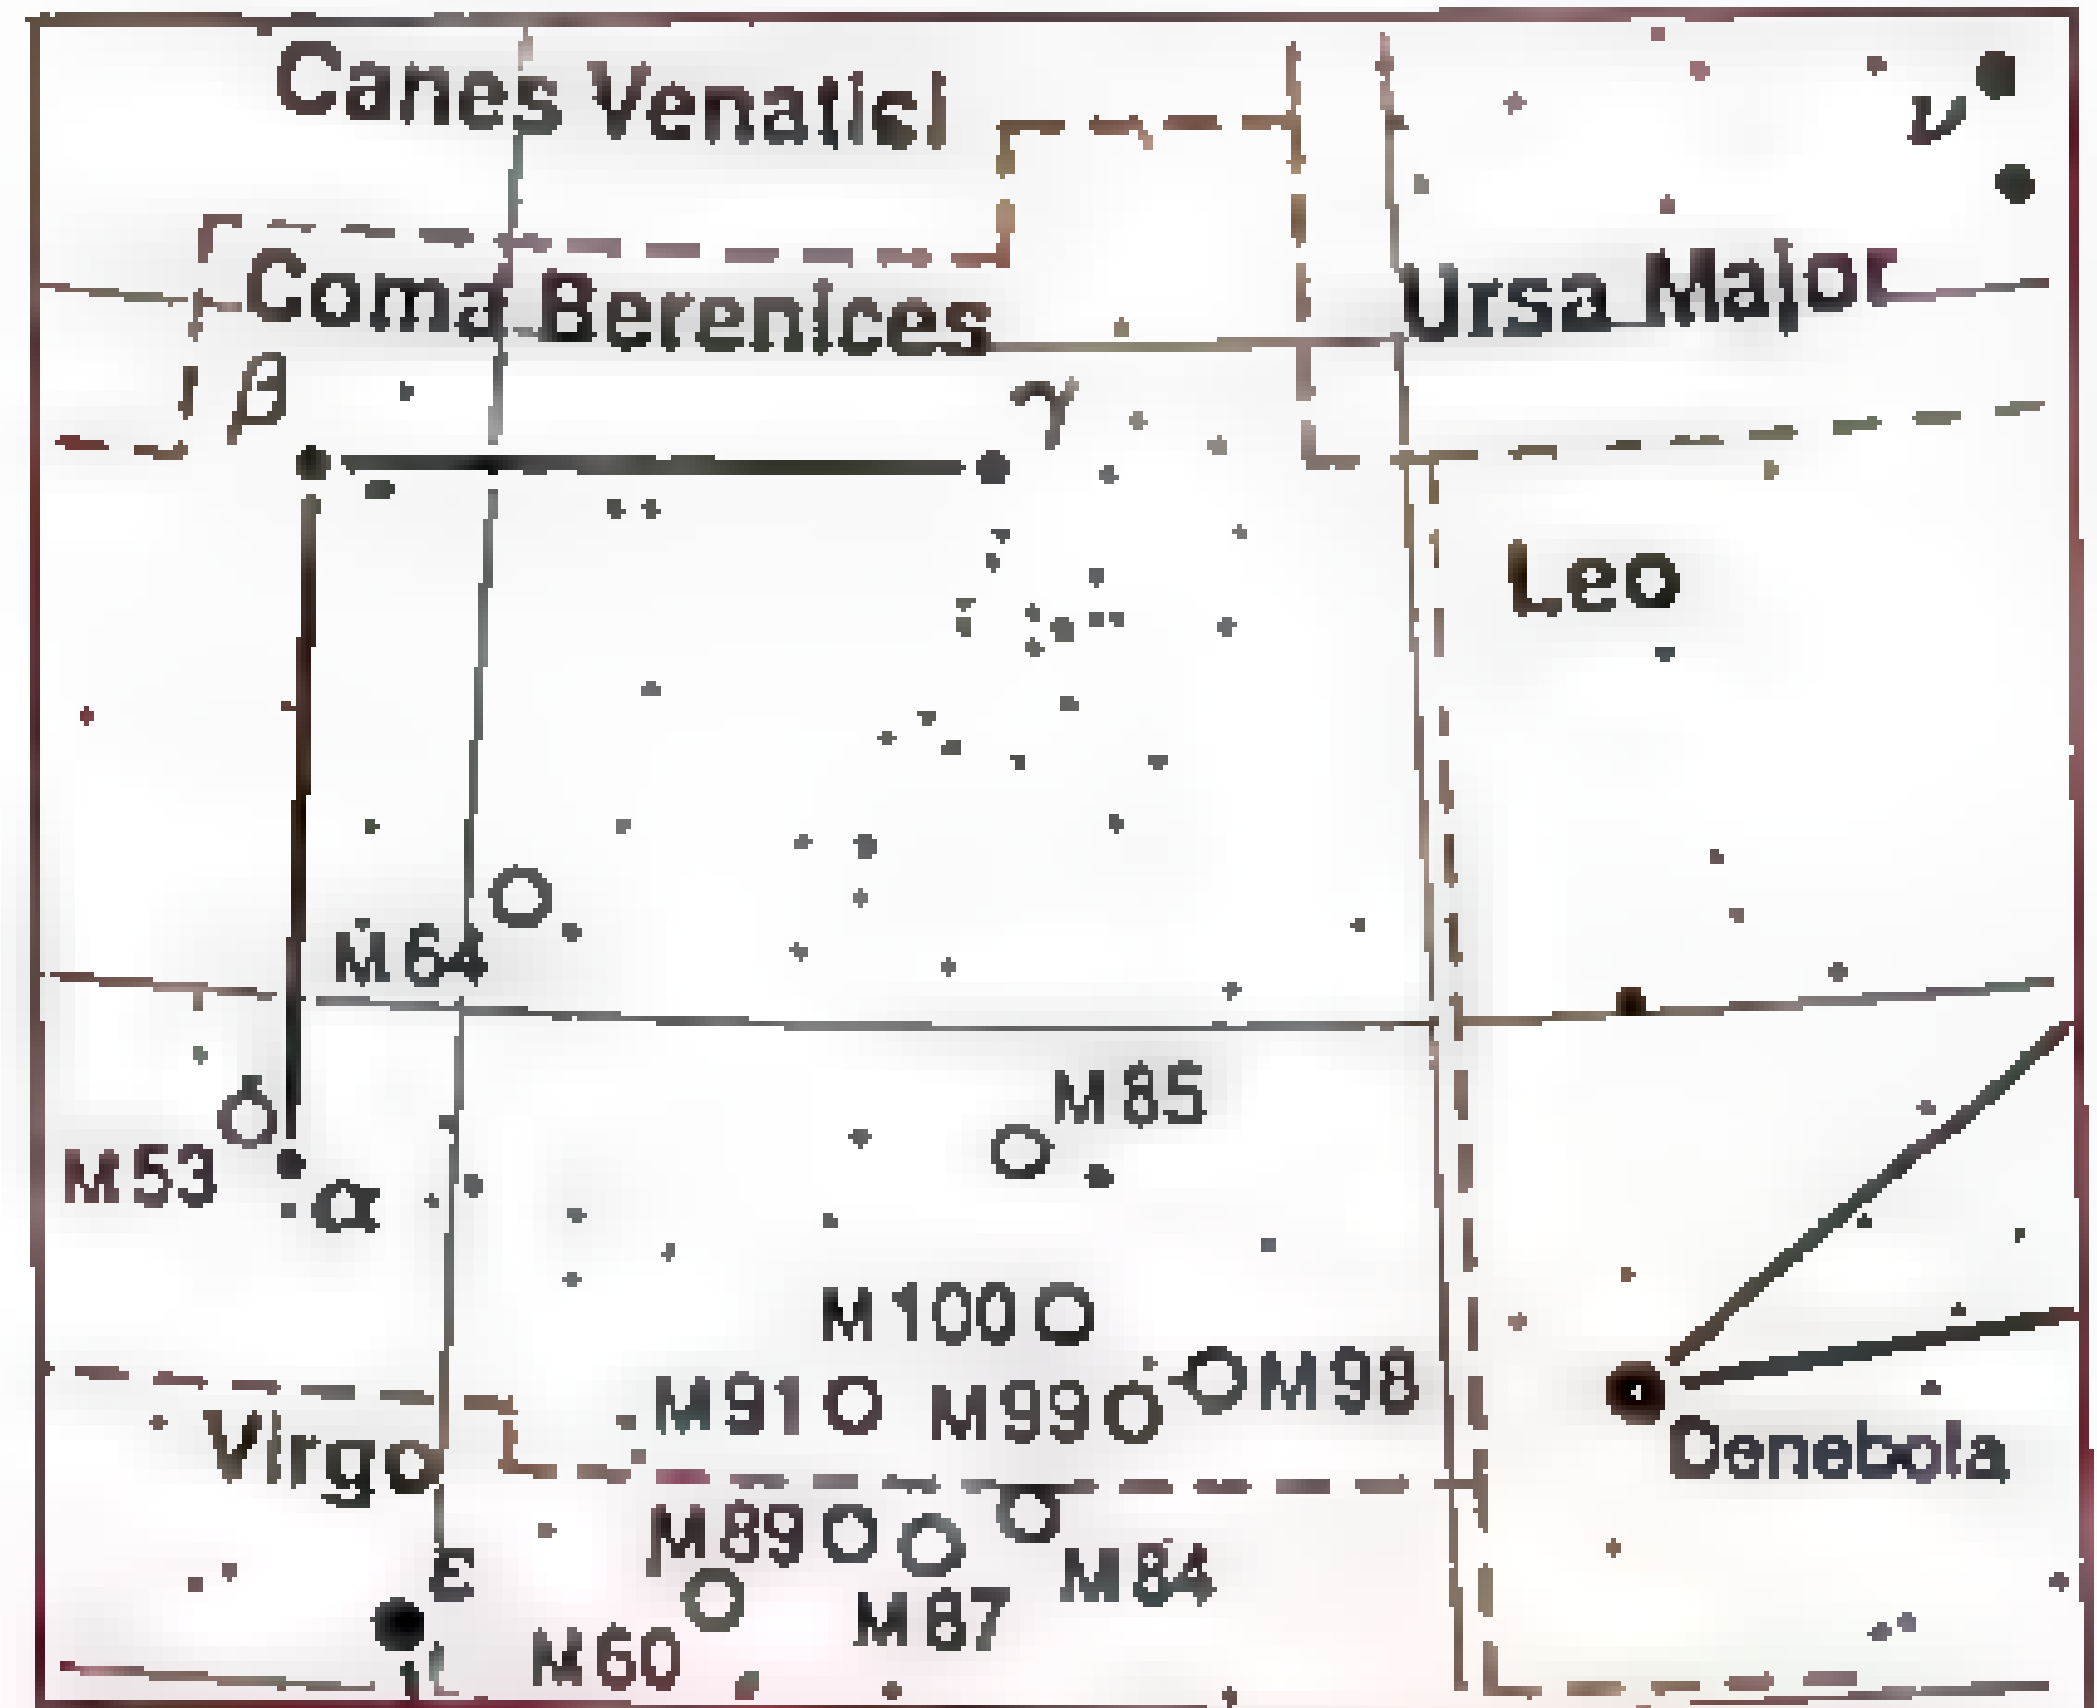 Canes Venatici
ν
Coma Berenices
Ursa Major
β
γ
Leo
M64
M85
M53
α
M100
M91
M99
M98
Virgo
Denebola
M89
M84
ε
M87
M60